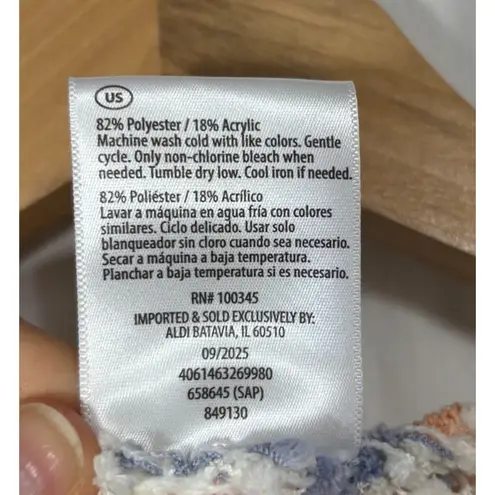 US
82% Polyester / 18% Acrylic
Machine wash cold with like colors. Gentle
cycle. Only non-chlorine bleach when
needed. Tumble dry low. Cool iron if needed.
82% Poliéster / 18% Acrílico
Lavar a máquina en agua fría con colores
similares. Ciclo delicado. Usar solo
blanqueador sin cloro cuando sea necesario.
Secar a máquina a baja temperatura.
Planchar a baja temperatura si es necesario.
RN# 100345
IMPORTED & SOLD EXCLUSIVELY BY:
ALDI BATAVIA, IL 60510
09/2025
4061463269980
658645 (SAP)
849130